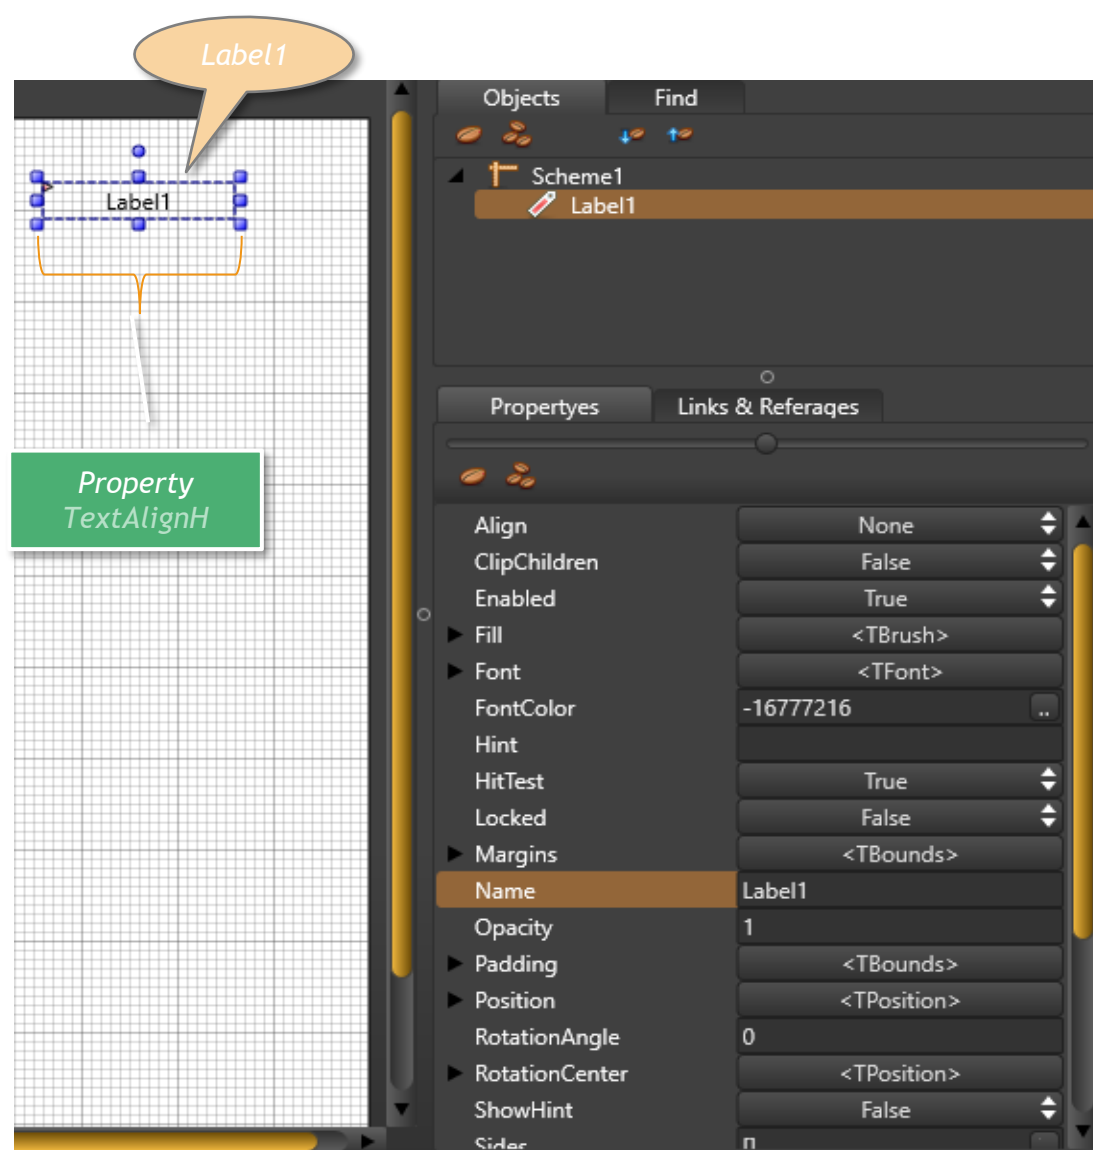 Label1
Objects Find
Scheme1
Label1
Label1
Property
TextAlignH
Propertyes Links & Referages
Align None
ClipChildren False
Enabled True
Fill <TBrush>
Font <TFont>
FontColor -16777216 ..
Hint
HitTest True
Locked False
Margins <TBounds>
Name Label1
Opacity 1
Padding <TBounds>
Position <TPosition>
RotationAngle 0
RotationCenter <TPosition>
ShowHint False
Sides []